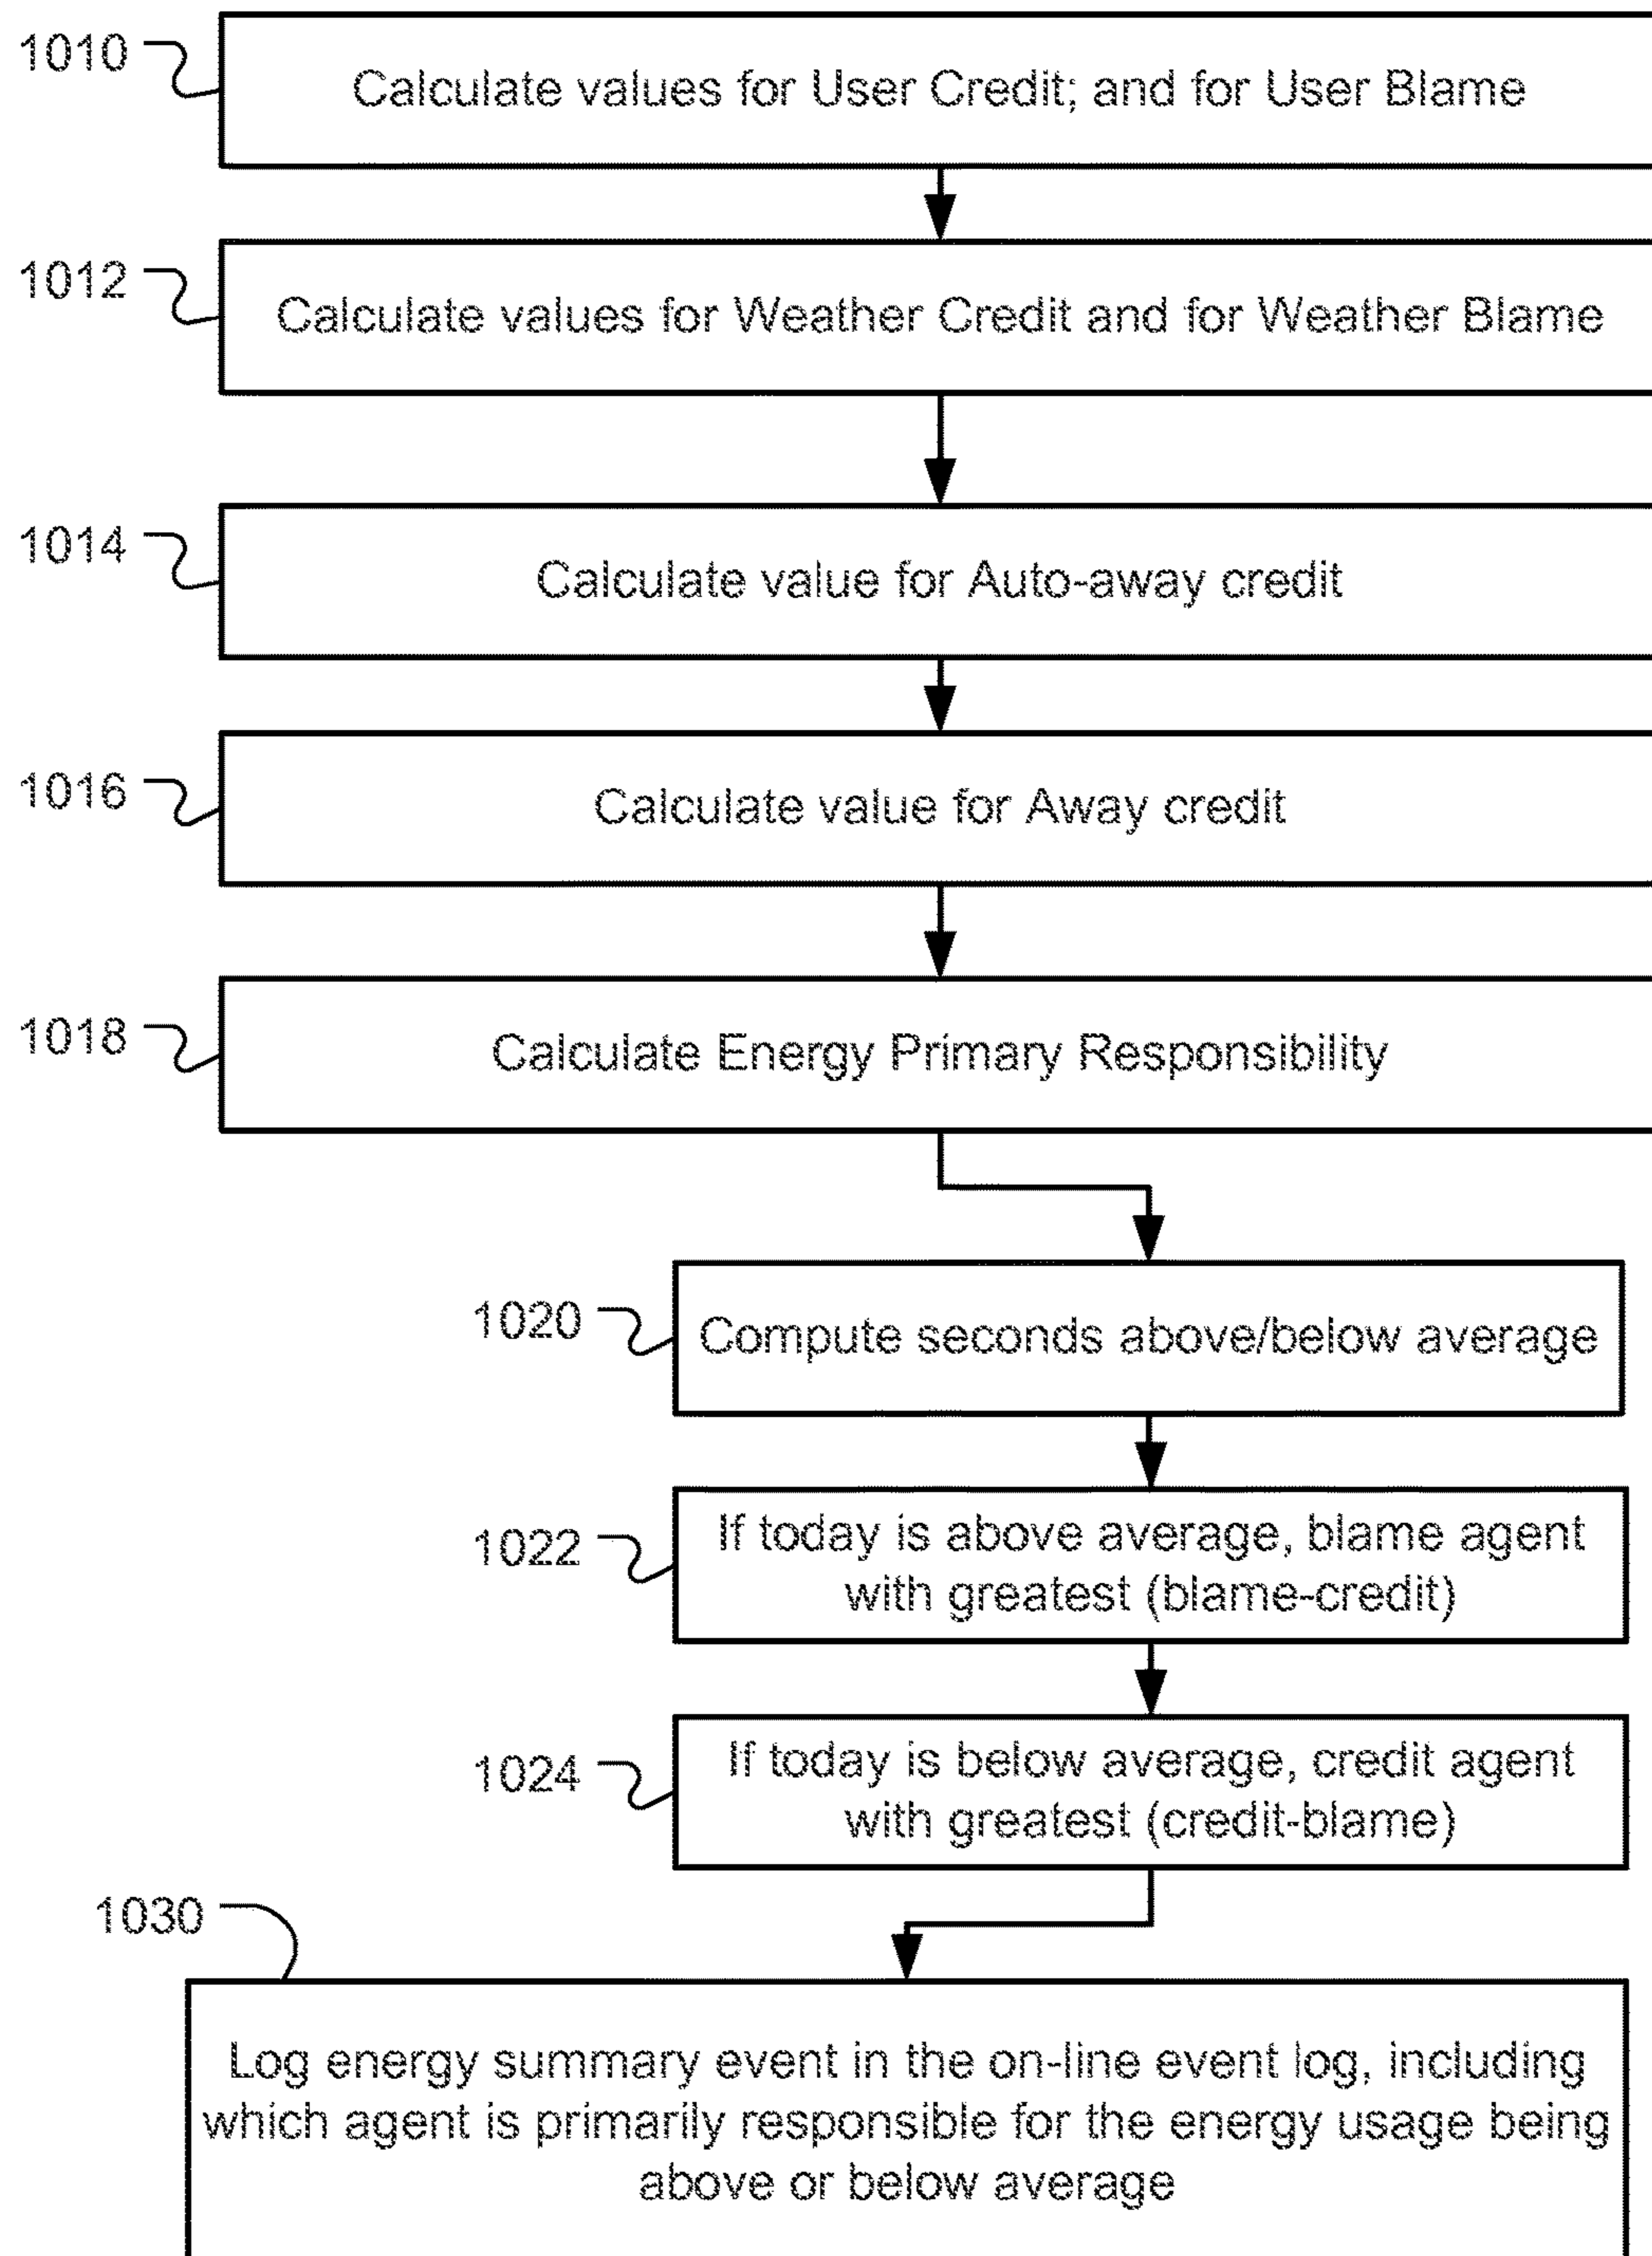 1010
Calculate values for User Credit; and for User Blame
1012
Calculate values for Weather Credit and for Weather Blame
1014
Calculate value for Auto-away credit
1016
Calculate value for Away credit
1018
Calculate Energy Primary Responsibility
1020
Compute seconds above/below average
1022
If today is above average, blame agent
with greatest (blame-credit)
1024
If today is below average, credit agent
with greatest (credit-blame)
1030
Log energy summary event in the on-line event log, including
which agent is primarily responsible for the energy usage being
above or below average